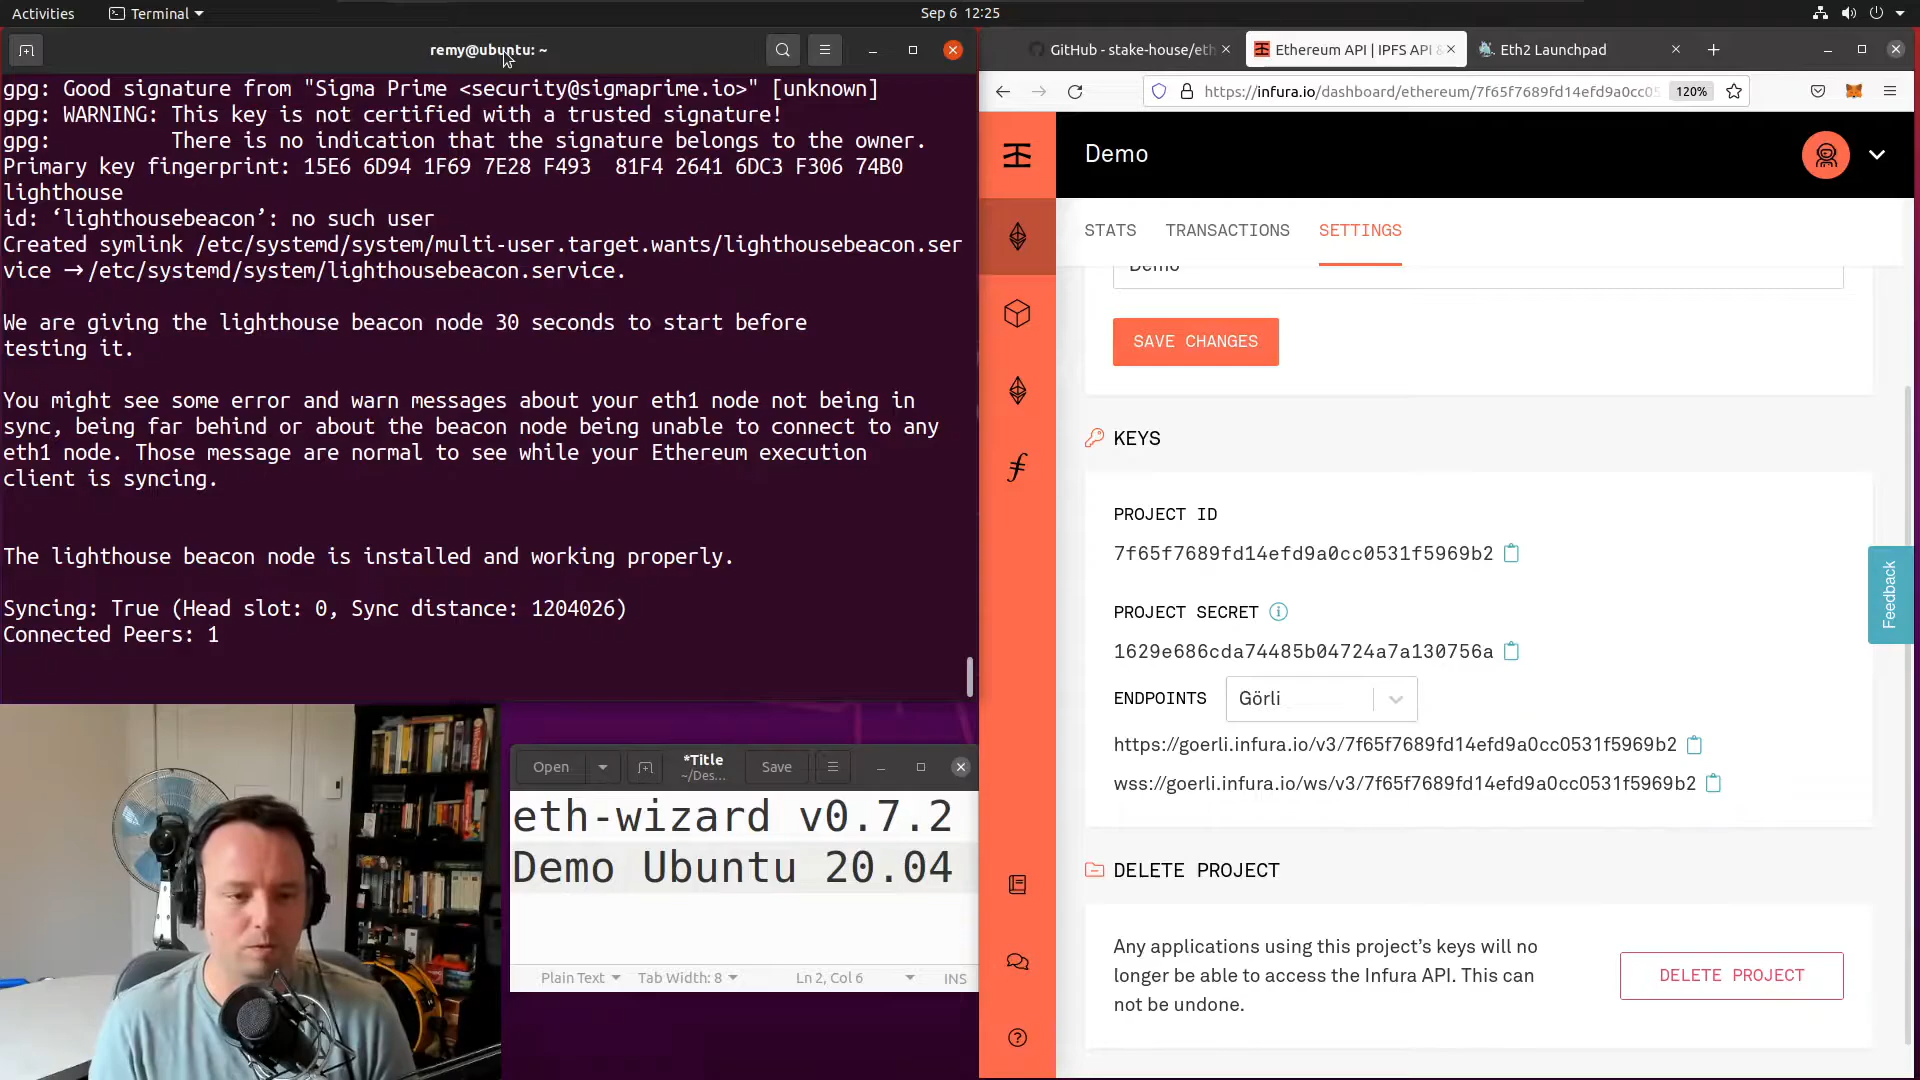 Activities
Terminal
Sep 6 12:25
remy@ubuntu: ~
gpg: Good signature from "Sigma Prime <security@sigmaprime.io>" [unknown]
gpg: WARNING: This key is not certified with a trusted signature!
gpg:          There is no indication that the signature belongs to the owner.
Primary key fingerprint: 15E6 6D94 1F69 7E28 F493  81F4 2641 6DC3 F306 74B0
lighthouse
id: ‘lighthousebeacon’: no such user
Created symlink /etc/systemd/system/multi-user.target.wants/lighthousebeacon.ser
vice → /etc/systemd/system/lighthousebeacon.service.
We are giving the lighthouse beacon node 30 seconds to start before
testing it.
You might see some error and warn messages about your eth1 node not being in
sync, being far behind or about the beacon node being unable to connect to any
eth1 node. Those message are normal to see while your Ethereum execution
client is syncing.
The lighthouse beacon node is installed and working properly.
Syncing: True (Head slot: 0, Sync distance: 1204026)
Connected Peers: 1
Open
*Title
~/Des...
Save
eth-wizard v0.7.2
Demo Ubuntu 20.04
Plain Text
Tab Width: 8
Ln 2, Col 6
INS
GitHub - stake-house/eth
Ethereum API | IPFS API &
Eth2 Launchpad
https://infura.io/dashboard/ethereum/7f65f7689fd14efd9a0cc05
120%
Demo
STATS
TRANSACTIONS
SETTINGS
Demo
SAVE CHANGES
KEYS
PROJECT ID
7f65f7689fd14efd9a0cc0531f5969b2
PROJECT SECRET
1629e686cda74485b04724a7a130756a
ENDPOINTS
Görli
https://goerli.infura.io/v3/7f65f7689fd14efd9a0cc0531f5969b2
wss://goerli.infura.io/ws/v3/7f65f7689fd14efd9a0cc0531f5969b2
DELETE PROJECT
Any applications using this project’s keys will no
longer be able to access the Infura API. This can
not be undone.
DELETE PROJECT
Feedback